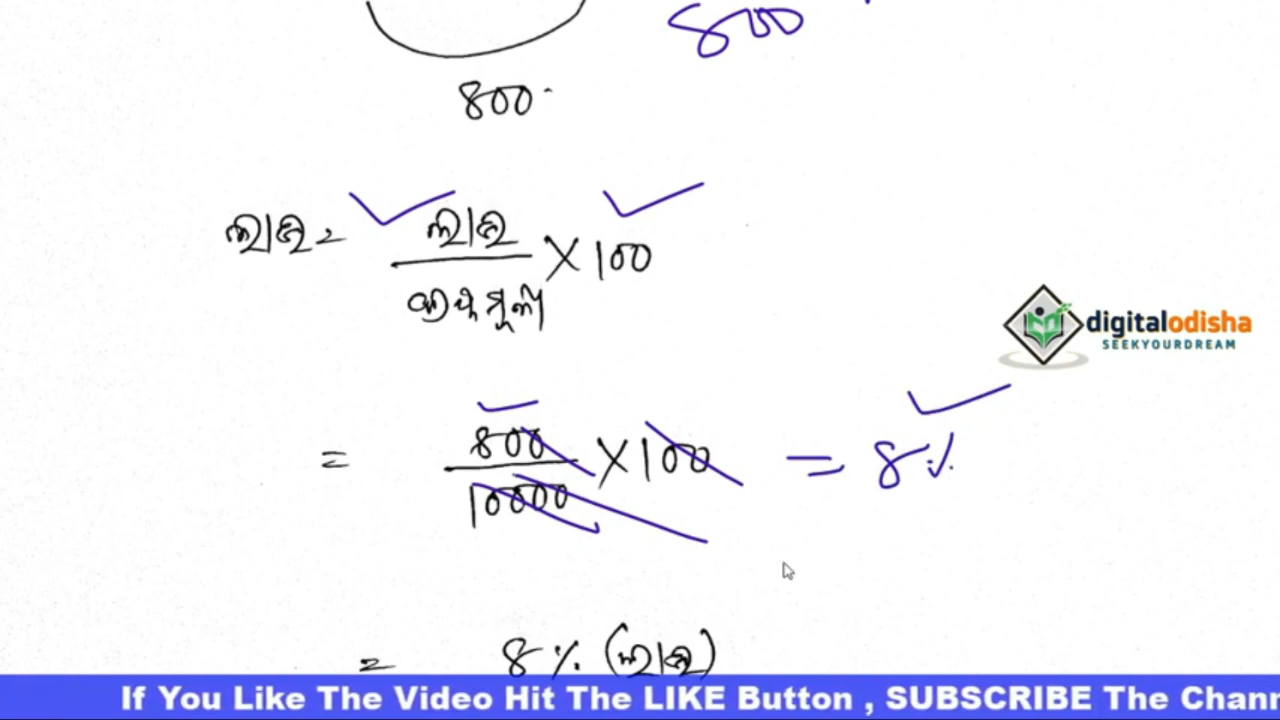 800
800
ଲାଭ = ଲାଭ / କ୍ରୟମୂଲ୍ୟ X 100
= 800 / 10000 X 100 = 8%
= 8% (ଲାଭ)
digitalodisha
SEEKYOURDREAM
If You Like The Video Hit The LIKE Button , SUBSCRIBE The Chann